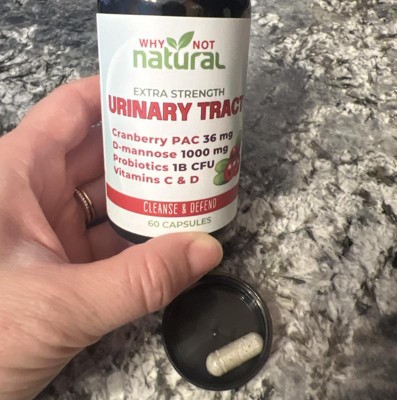 WHY NOT
natural
EXTRA STRENGTH
URINARY TRACT
Cranberry PAC 36 mg
D-mannose 1000 mg
Probiotics 1B CFU
Vitamins C & D
CLEANSE & DEFEND
60 CAPSULES